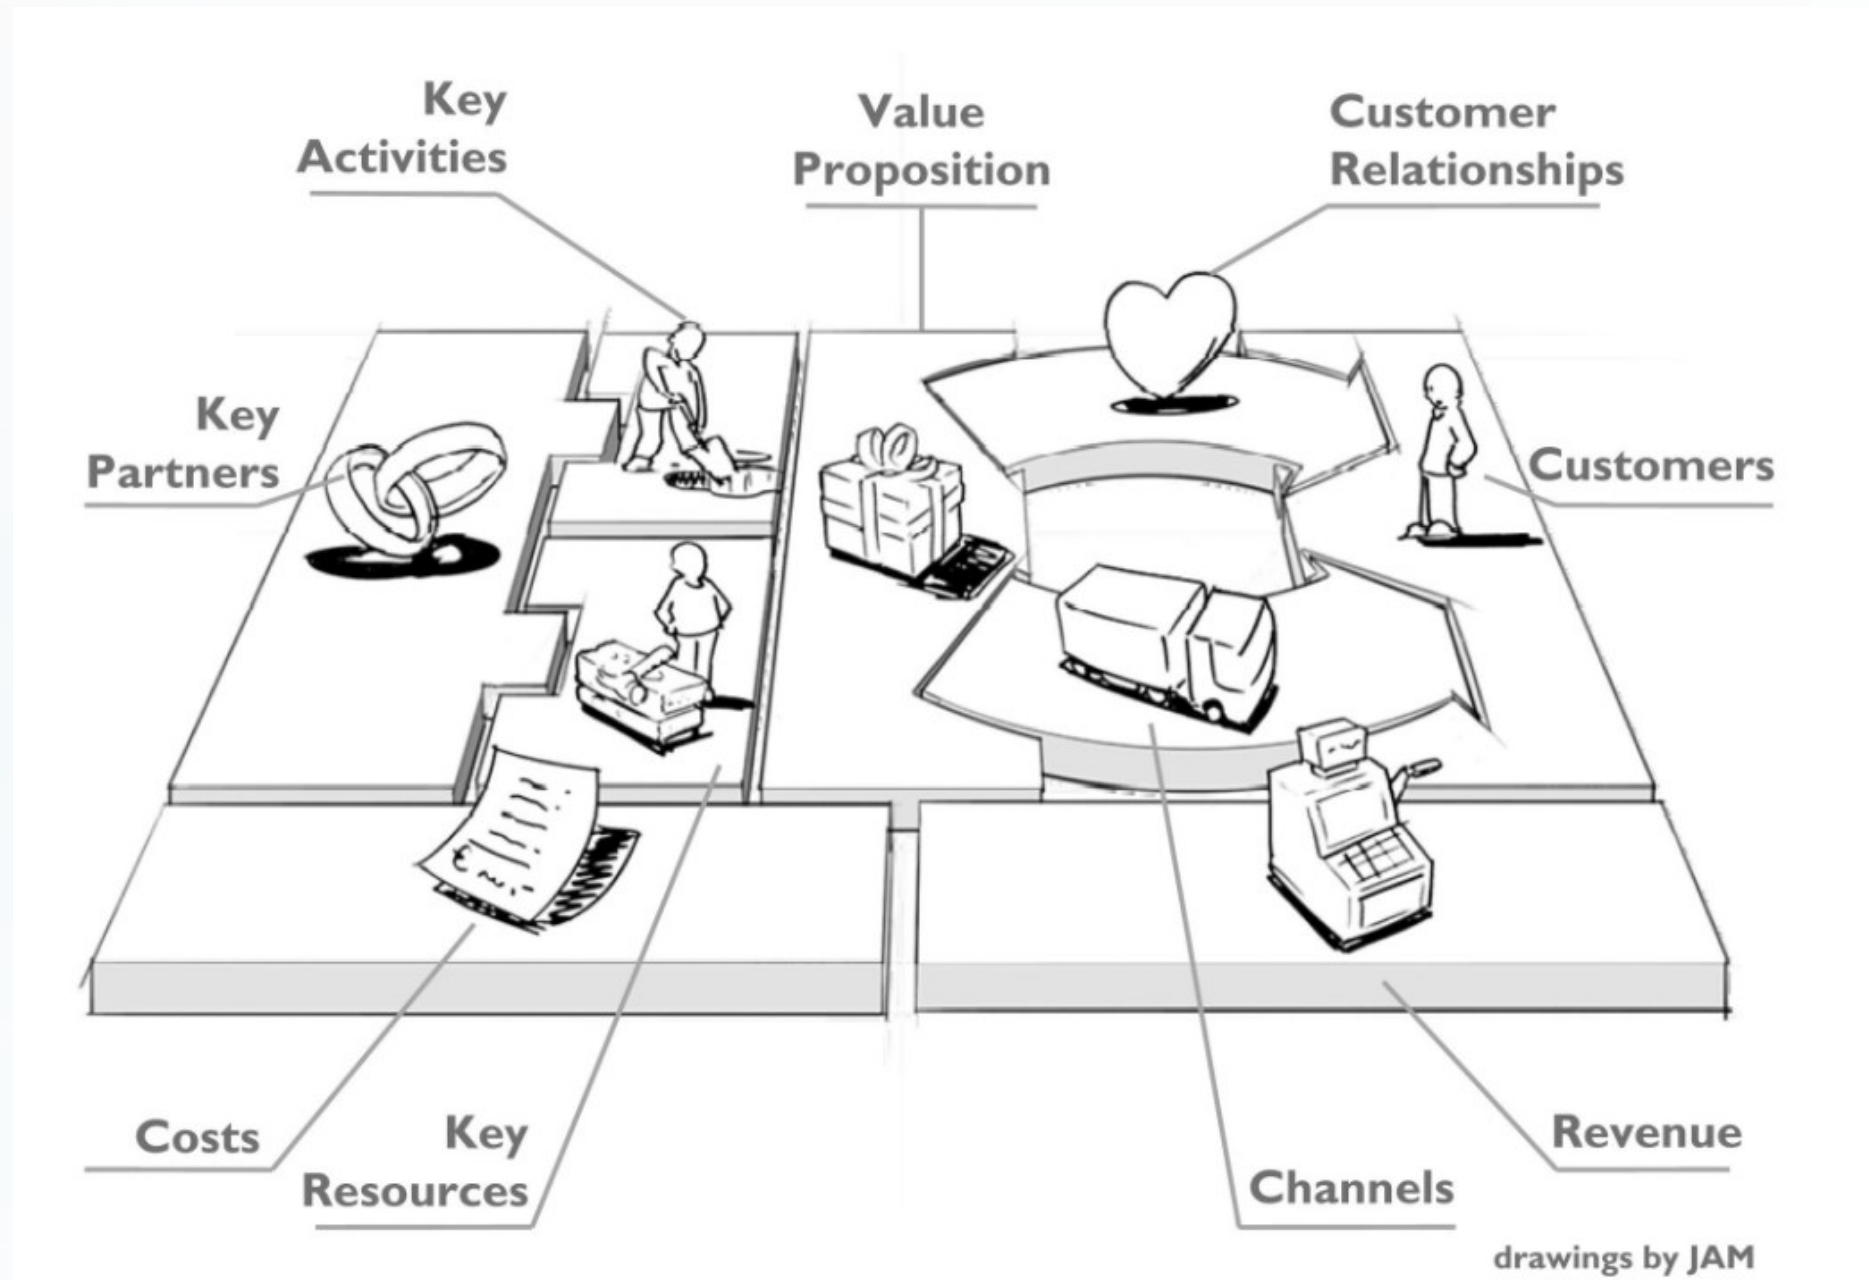 Key
Activities
Value
Proposition
Customer
Relationships
Key
Partners
Customers
Costs
Key
Resources
Channels
Revenue
drawings by JAM